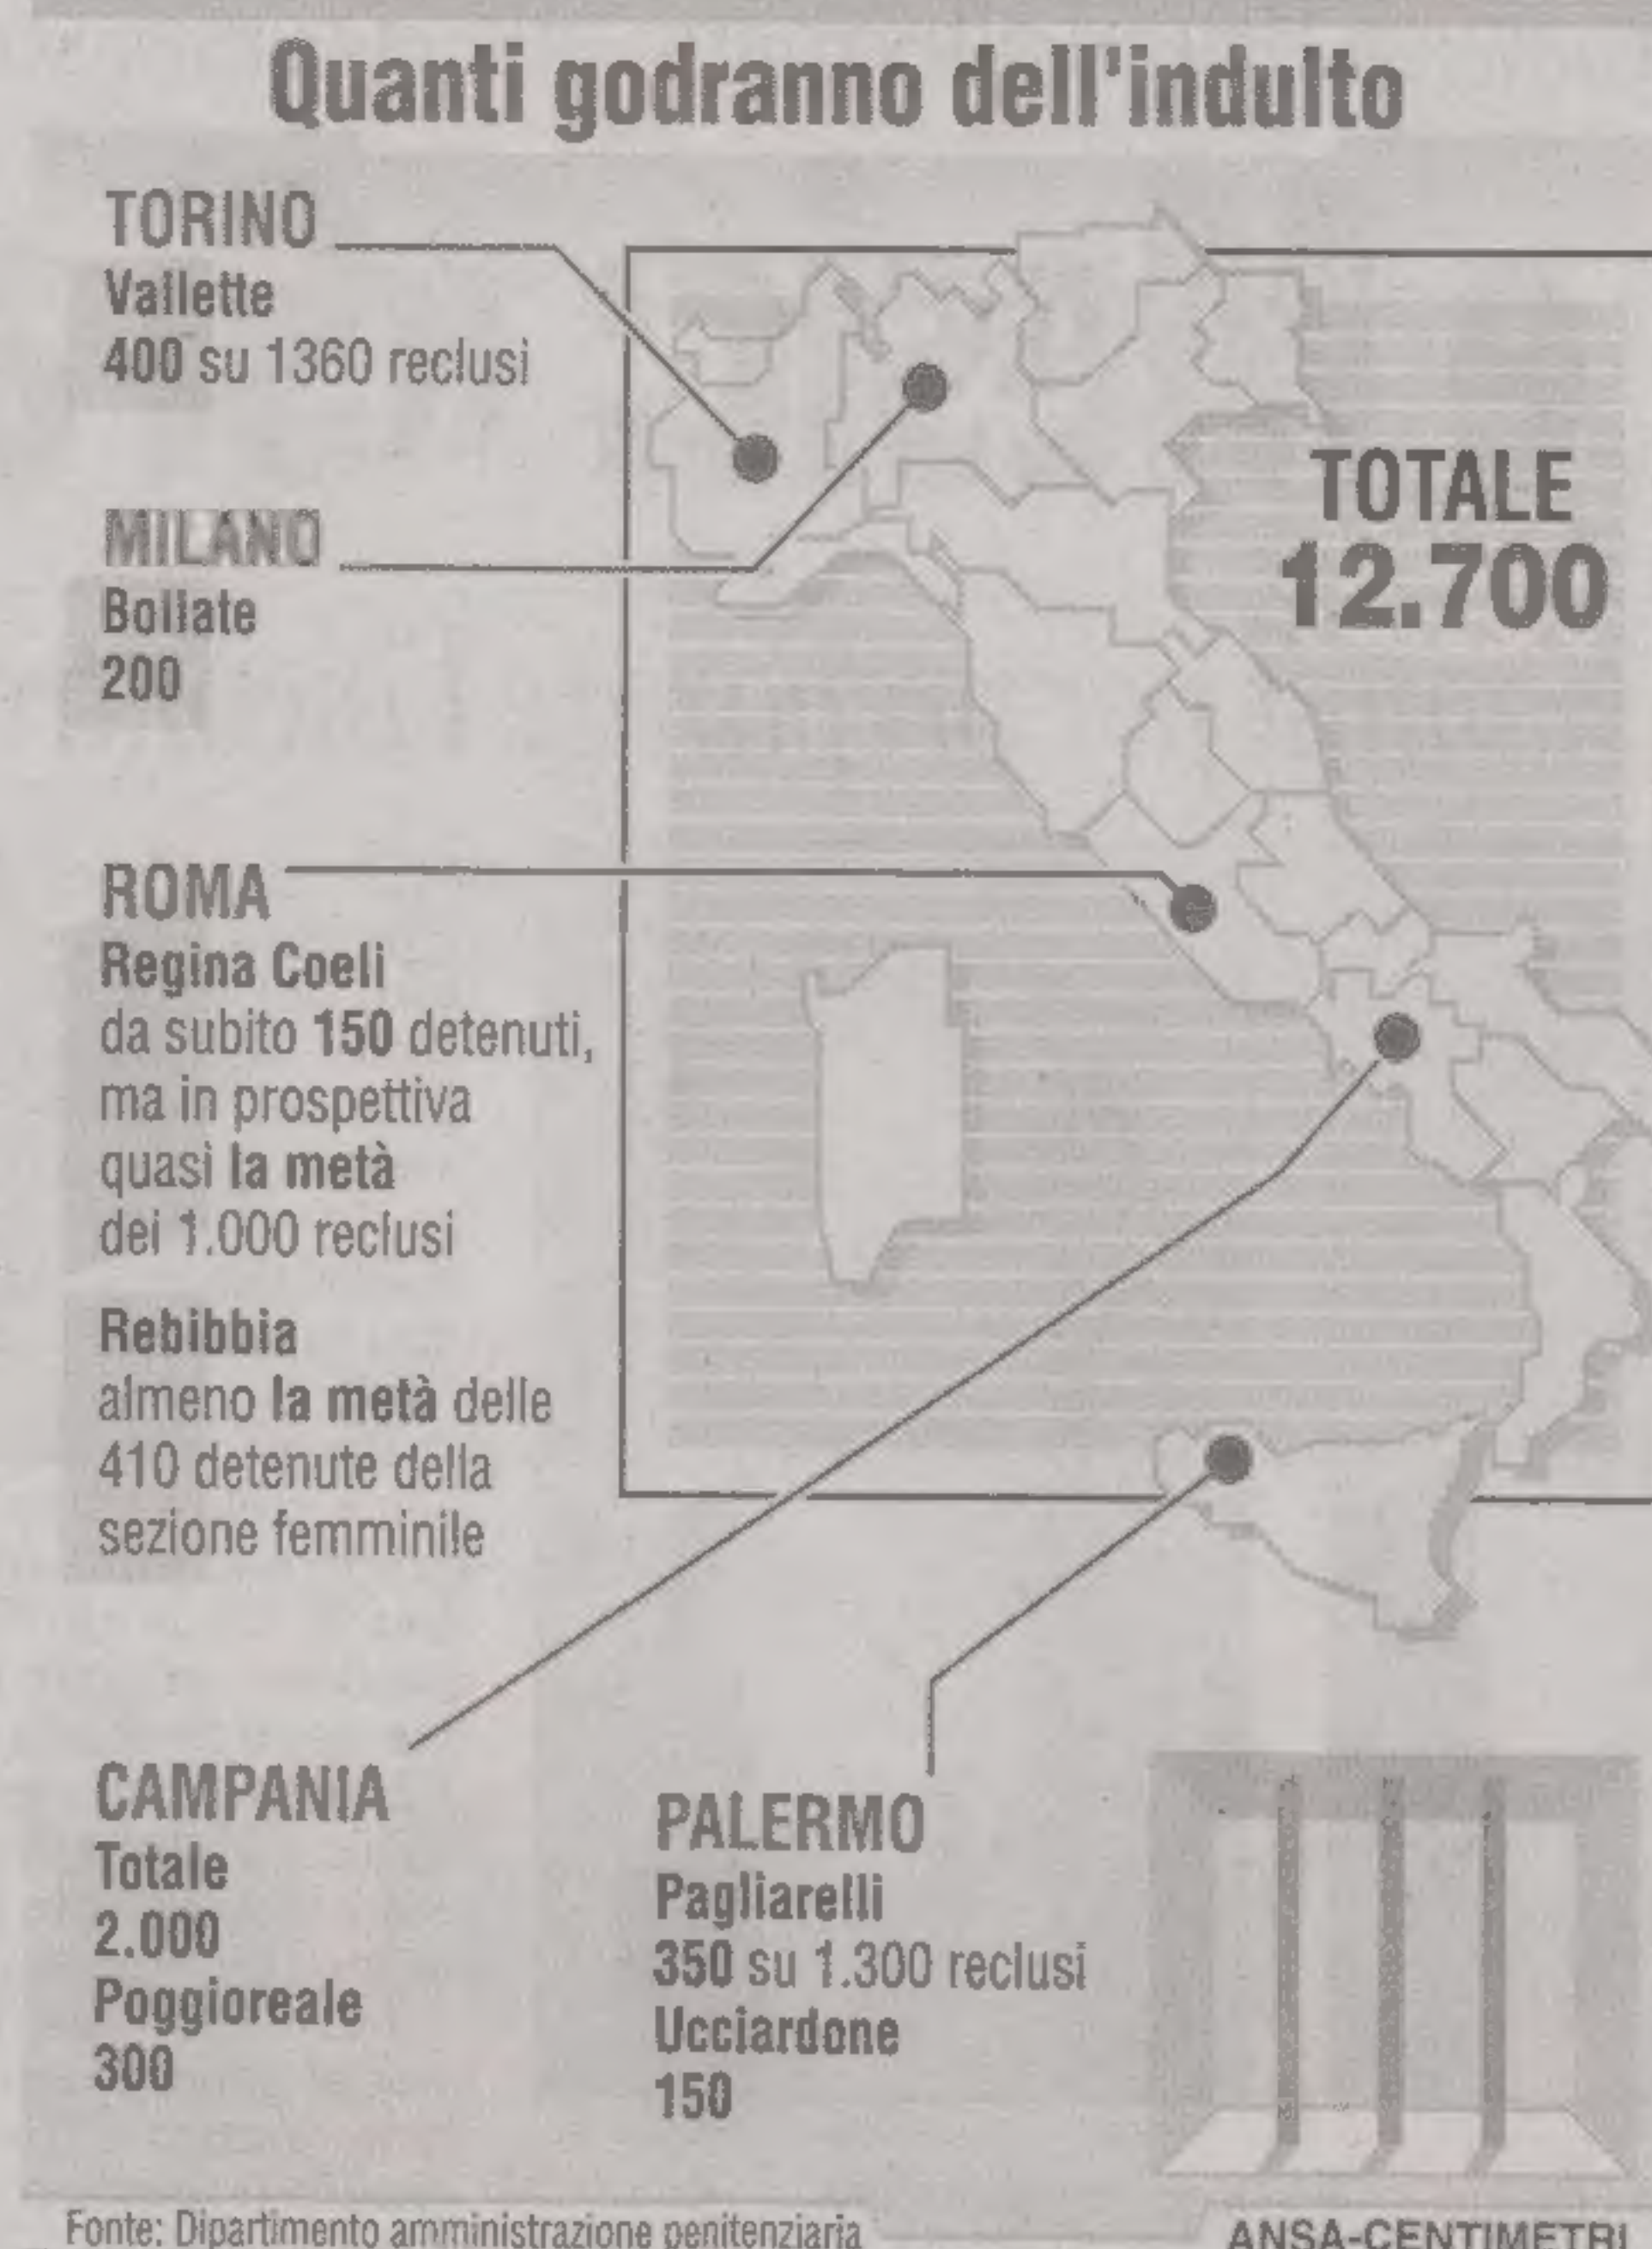 Quanti godranno dell'indulto
TORINO
Vallette
400 su 1360 reclusi
MILANO
Bollate
200
TOTALE
12.700
ROMA
Regina Coeli
da subito 150 detenuti,
ma in prospettiva
quasi la metà
dei 1.000 reclusi
Rebibbia
almeno la metà delle
410 detenute della
sezione femminile
CAMPANIA
Totale
2.000
Poggioreale
300
PALERMO
Pagliarelli
350 su 1.300 reclusi
Ucciardone
150
Fonte: Dipartimento amministrazione penitenziaria
ANSA-CENTIMETRI